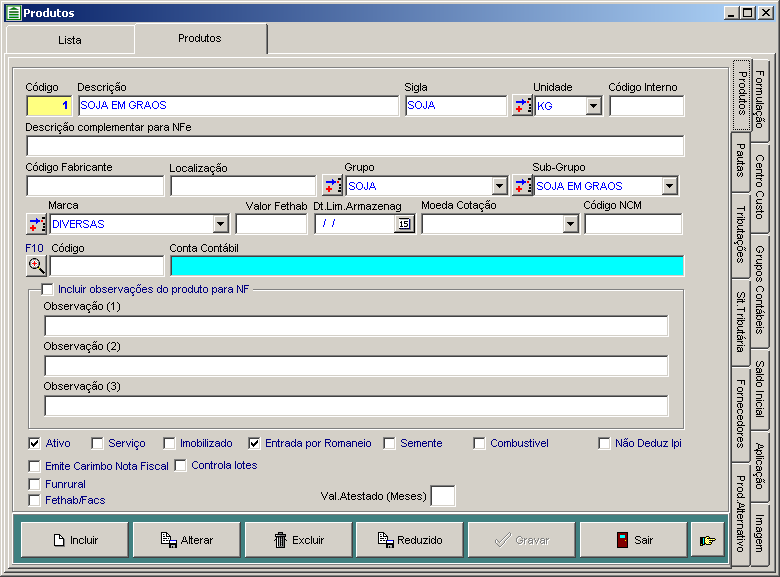 Produtos
Lista Produtos
Código Descrição Sigla Unidade Código Interno
1 SOJA EM GRAOS SOJA KG
Descrição complementar para NFe
Código Fabricante Localização Grupo Sub-Grupo
SOJA SOJA EM GRAOS
Marca Valor Fethab Dt.Lim.Armazenag Moeda Cotação Código NCM
DIVERSAS / / 15
F10 Código Conta Contábil
Incluir observações do produto para NF
Observação (1)
Observação (2)
Observação (3)
Ativo Serviço Imobilizado Entrada por Romaneio Semente Combustivel Não Deduz Ipi
Emite Carimbo Nota Fiscal Controla lotes
Funrural
Fethab/Facs Val.Atestado (Meses)
Incluir Alterar Excluir Reduzido Gravar Sair
Produtos
Pautas
Tributações
Sit.Tributária
Fornecedores
Prod.Alternativo
Formulação
Centro Custo
Grupos Contábeis
Saldo Inicial
Aplicação
Imagem